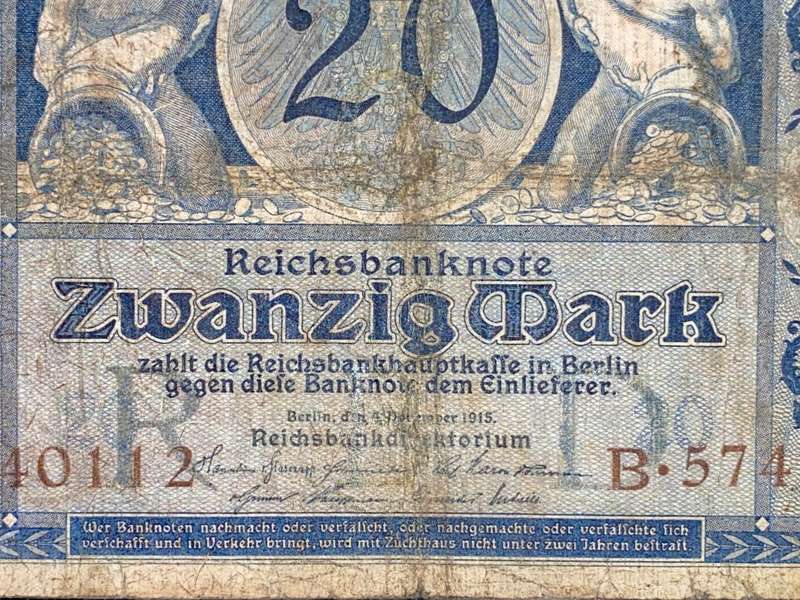 20
Reichsbanknote
Zwanzig Mark
zahlt die Reichsbankhauptkaſſe in Berlin
gegen dieſe Banknote dem Einlieferer.
Berlin, den 4. November 1915.
Reichsbankdirektorium
40112 B·574
Wer Banknoten nachmacht oder verfälſcht, oder nachgemachte oder verfälſchte ſich
verſchafft und in Verkehr bringt, wird mit Zuchthaus nicht unter zwei Jahren beſtraft.